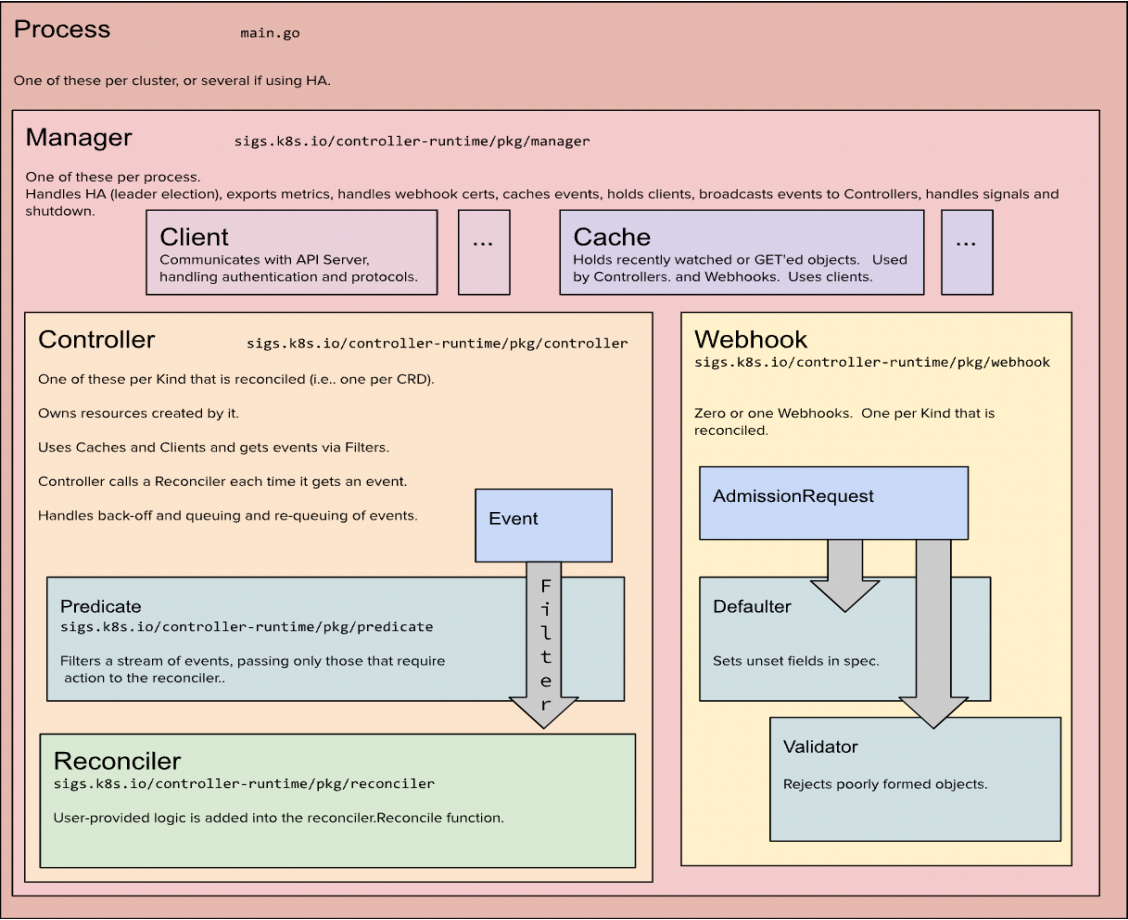 Process
main.go
One of these per cluster, or several if using HA.
Manager
sigs.k8s.io/controller-runtime/pkg/manager
One of these per process.
Handles HA (leader election), exports metrics, handles webhook certs, caches events, holds clients, broadcasts events to Controllers, handles signals and
shutdown.
Client
Communicates with API Server,
handling authentication and protocols.
...
Cache
Holds recently watched or GET'ed objects. Used
by Controllers. and Webhooks. Uses clients.
...
Controller
sigs.k8s.io/controller-runtime/pkg/controller
One of these per Kind that is reconciled (i.e.. one per CRD).
Owns resources created by it.
Uses Caches and Clients and gets events via Filters.
Controller calls a Reconciler each time it gets an event.
Handles back-off and queuing and re-queuing of events.
Event
Filter
Predicate
sigs.k8s.io/controller-runtime/pkg/predicate
Filters a stream of events, passing only those that require
action to the reconciler..
Reconciler
sigs.k8s.io/controller-runtime/pkg/reconciler
User-provided logic is added into the reconciler.Reconcile function.
Webhook
sigs.k8s.io/controller-runtime/pkg/webhook
Zero or one Webhooks. One per Kind that is
reconciled.
AdmissionRequest
Defaulter
Sets unset fields in spec.
Validator
Rejects poorly formed objects.